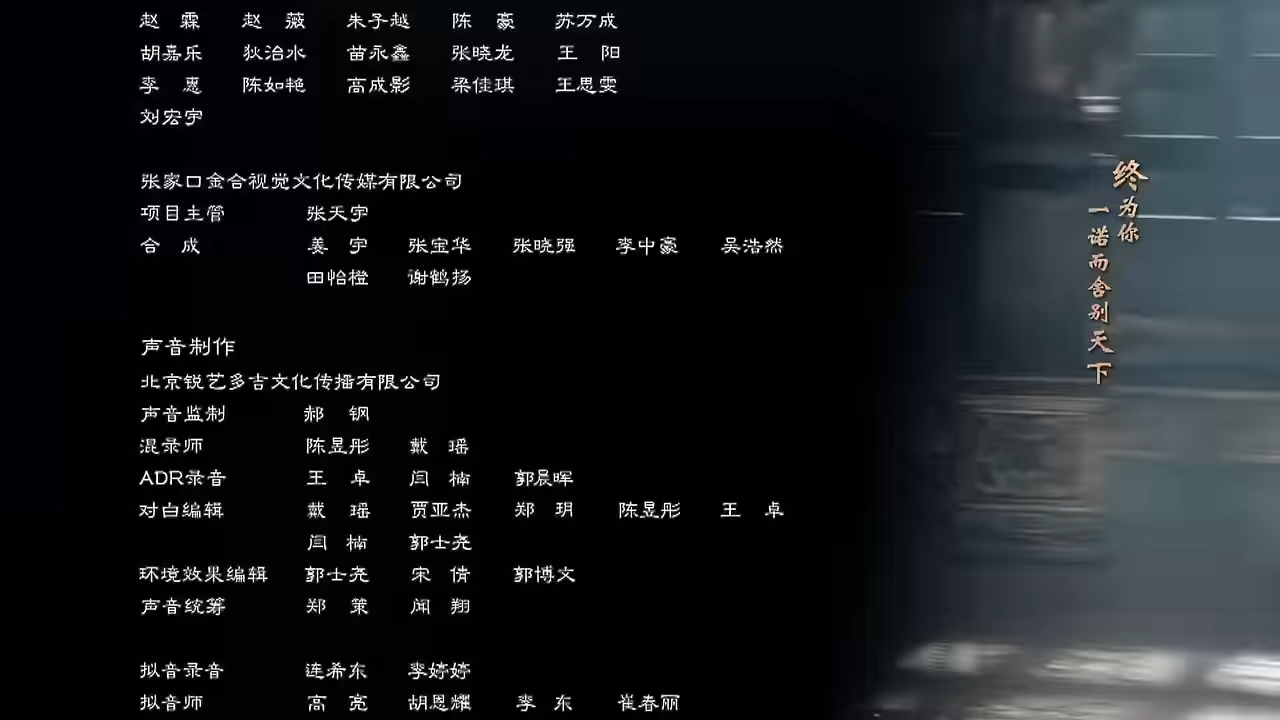 赵 霖 赵 薇 朱子越 陈 豪 苏万成
胡嘉乐 狄治水 苗永鑫 张晓龙 王 阳
李 惠 陈如艳 高成影 梁佳琪 王思雯
刘宏宇
张家口金合视觉文化传媒有限公司
项目主管 张天宇
合 成 姜 宇 张宝华 张晓强 李中豪 吴浩然
田怡橙 谢鹤扬
声音制作
北京锐艺多吉文化传播有限公司
声音监制 郝 钢
混录师 陈昱彤 戴 瑶
ADR录音 王 卓 闫 楠 郭晨晖
对白编辑 戴 瑶 贾亚杰 郑 玥 陈昱彤 王 卓
闫 楠 郭士尧
环境效果编辑 郭士尧 宋 倩 郭博文
声音统筹 郑 策 闻 翔
拟音录音 连希东 李婷婷
拟音师 高 亮 胡恩耀 李 东 崔春丽
终为你
一诺而舍别天下